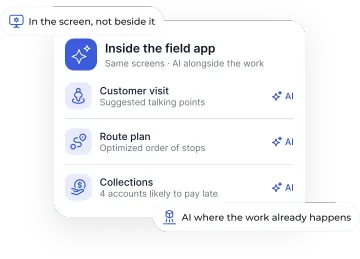 In the screen, not beside it
Inside the field app
Same screens · AI alongside the work
Customer visit
Suggested talking points
AI
Route plan
Optimized order of stops
AI
Collections
4 accounts likely to pay late
AI
AI where the work already happens